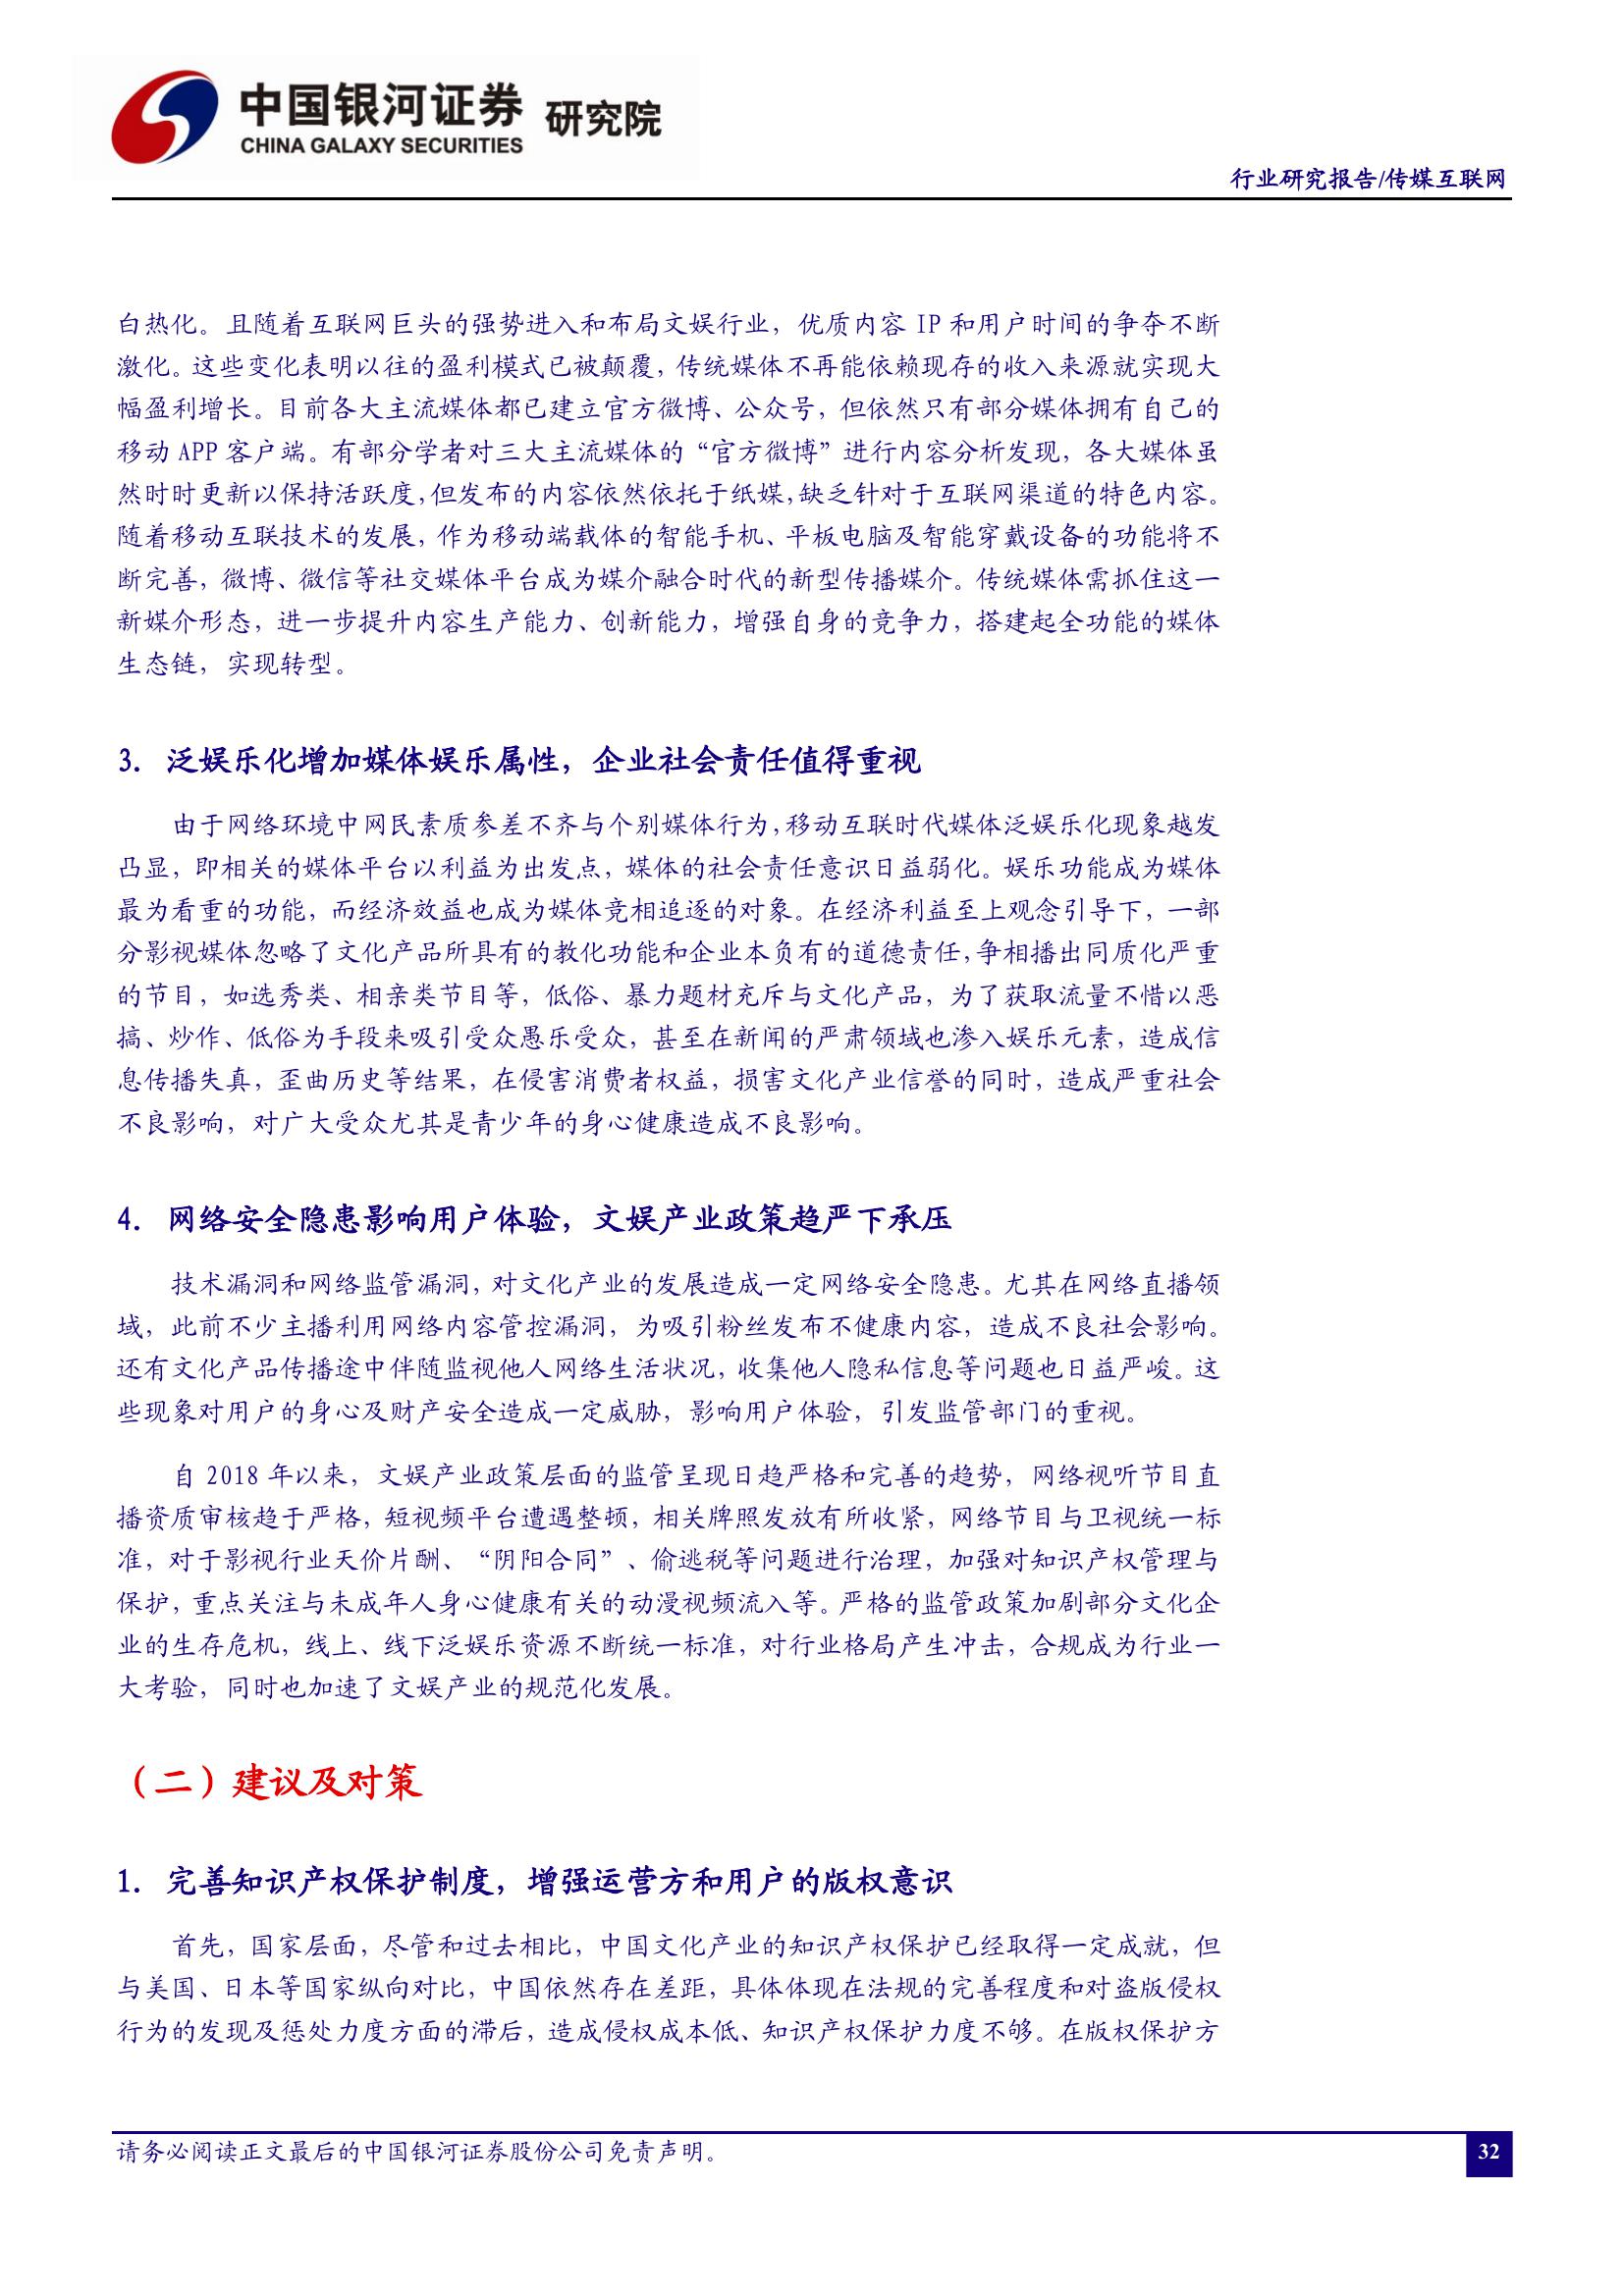 中国银河证券 研究院
CHINA GALAXY SECURITIES
行业研究报告/传媒互联网
白热化。且随着互联网巨头的强势进入和布局文娱行业，优质内容 IP 和用户时间的争夺不断
激化。这些变化表明以往的盈利模式已被颠覆，传统媒体不再能依赖现存的收入来源就实现大
幅盈利增长。目前各大主流媒体都已建立官方微博、公众号，但依然只有部分媒体拥有自己的
移动 APP 客户端。有部分学者对三大主流媒体的“官方微博”进行内容分析发现，各大媒体虽
然时时更新以保持活跃度，但发布的内容依然依托于纸媒，缺乏针对于互联网渠道的特色内容。
随着移动互联技术的发展，作为移动端载体的智能手机、平板电脑及智能穿戴设备的功能将不
断完善，微博、微信等社交媒体平台成为媒介融合时代的新型传播媒介。传统媒体需抓住这一
新媒介形态，进一步提升内容生产能力、创新能力，增强自身的竞争力，搭建起全功能的媒体
生态链，实现转型。
3. 泛娱乐化增加媒体娱乐属性，企业社会责任值得重视
由于网络环境中网民素质参差不齐与个别媒体行为，移动互联时代媒体泛娱乐化现象越发
凸显，即相关的媒体平台以利益为出发点，媒体的社会责任意识日益弱化。娱乐功能成为媒体
最为看重的功能，而经济效益也成为媒体竞相追逐的对象。在经济利益至上观念引导下，一部
分影视媒体忽略了文化产品所具有的教化功能和企业本负有的道德责任，争相播出同质化严重
的节目，如选秀类、相亲类节目等，低俗、暴力题材充斥与文化产品，为了获取流量不惜以恶
搞、炒作、低俗为手段来吸引受众愚乐受众，甚至在新闻的严肃领域也渗入娱乐元素，造成信
息传播失真，歪曲历史等结果，在侵害消费者权益，损害文化产业信誉的同时，造成严重社会
不良影响，对广大受众尤其是青少年的身心健康造成不良影响。
4. 网络安全隐患影响用户体验，文娱产业政策趋严下承压
技术漏洞和网络监管漏洞，对文化产业的发展造成一定网络安全隐患。尤其在网络直播领
域，此前不少主播利用网络内容管控漏洞，为吸引粉丝发布不健康内容，造成不良社会影响。
还有文化产品传播途中伴随监视他人网络生活状况，收集他人隐私信息等问题也日益严峻。这
些现象对用户的身心及财产安全造成一定威胁，影响用户体验，引发监管部门的重视。
自 2018 年以来，文娱产业政策层面的监管呈现日趋严格和完善的趋势，网络视听节目直
播资质审核趋于严格，短视频平台遭遇整顿，相关牌照发放有所收紧，网络节目与卫视统一标
准，对于影视行业天价片酬、“阴阳合同”、偷逃税等问题进行治理，加强对知识产权管理与
保护，重点关注与未成年人身心健康有关的动漫视频流入等。严格的监管政策加剧部分文化企
业的生存危机，线上、线下泛娱乐资源不断统一标准，对行业格局产生冲击，合规成为行业一
大考验，同时也加速了文娱产业的规范化发展。
（二）建议及对策
1. 完善知识产权保护制度，增强运营方和用户的版权意识
首先，国家层面，尽管和过去相比，中国文化产业的知识产权保护已经取得一定成就，但
与美国、日本等国家纵向对比，中国依然存在差距，具体体现在法规的完善程度和对盗版侵权
行为的发现及惩处力度方面的滞后，造成侵权成本低、知识产权保护力度不够。在版权保护方
请务必阅读正文最后的中国银河证券股份公司免责声明。
32